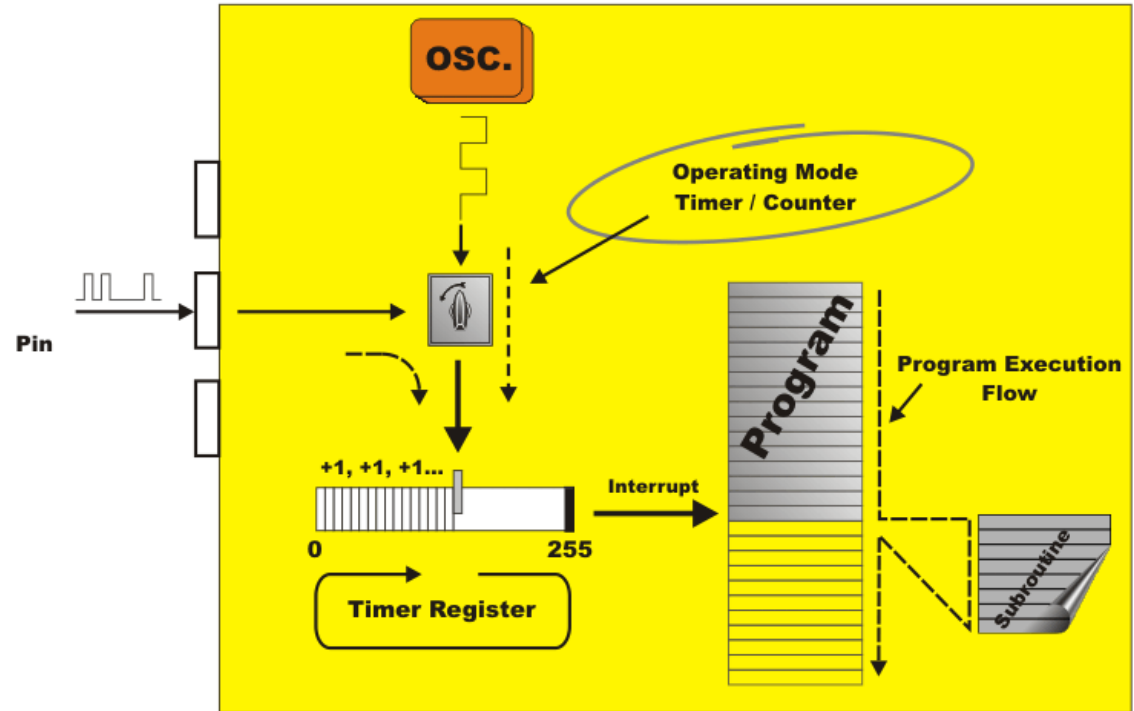 OSC.
Operating Mode
Timer / Counter
Pin
Program
Program Execution
Flow
+1, +1, +1...
Interrupt
0
255
Subroutine
Timer Register